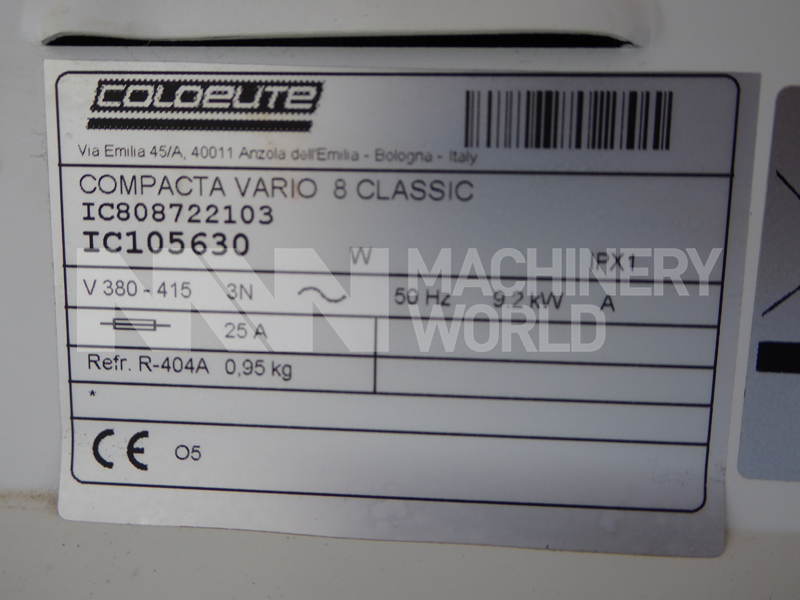 COLDELITE
Via Emilia 45/A, 40011 Anzola dell'Emilia - Bologna - Italy
COMPACTA VARIO 8 CLASSIC
IC808722103
IC105630 W IPX1
V 380 - 415 3N 50 Hz 9.2 kW A
25 A
Refr. R-404A 0,95 kg
*
CE 05
MACHINERY
WORLD